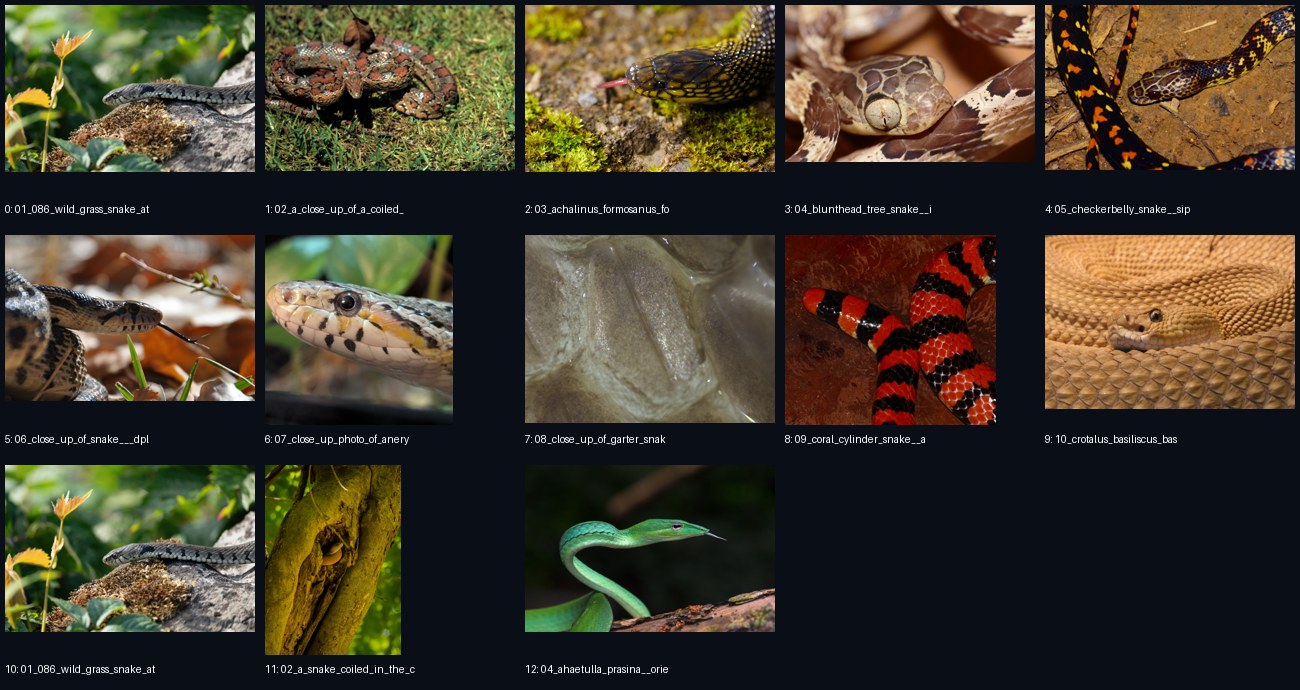 0: 01_086_wild_grass_snake_at
1: 02_a_close_up_of_a_coiled_
2: 03_achalinus_formosanus_fo
3: 04_blunthead_tree_snake__i
4: 05_checkerbelly_snake__sip
5: 06_close_up_of_snake___dpl
6: 07_close_up_photo_of_anery
7: 08_close_up_of_garter_snak
8: 09_coral_cylinder_snake__a
9: 10_crotalus_basiliscus_bas
10: 01_086_wild_grass_snake_at
11: 02_a_snake_coiled_in_the_c
12: 04_ahaetulla_prasina__orie